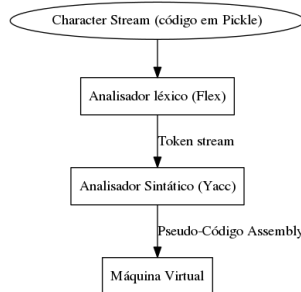 Character Stream (código em Pickle)
Analisador léxico (Flex)
Token stream
Analisador Sintático (Yacc)
Pseudo-Código Assembly
Máquina Virtual